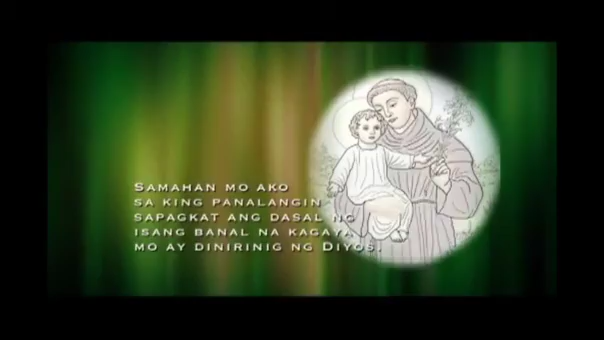 Samahan mo ako
sa king panalangin
sapagkat ang dasal ng
isang banal na kagaya
mo ay dinirinig ng Diyos.